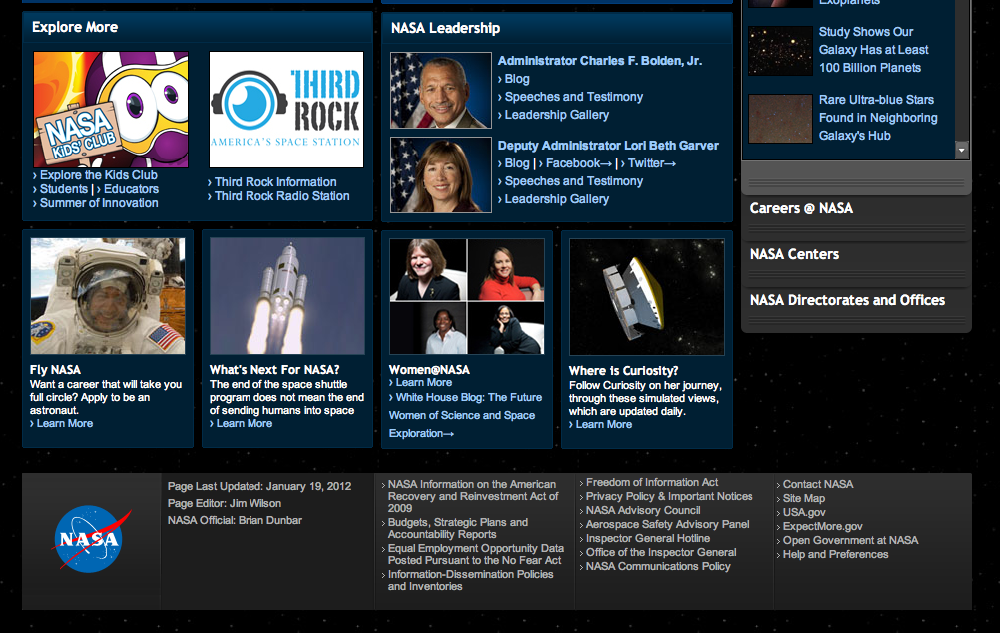 Explore More
NASA
KiDS' CLUB
› Explore the Kids Club
› Students | › Educators
› Summer of Innovation
THIRD
ROCK
AMERICA'S SPACE STATION
› Third Rock Information
› Third Rock Radio Station
NASA Leadership
Administrator Charles F. Bolden, Jr.
› Blog
› Speeches and Testimony
› Leadership Gallery
Deputy Administrator Lori Beth Garver
› Blog | › Facebook→ | › Twitter→
› Speeches and Testimony
› Leadership Gallery
Exoplanets
Study Shows Our
Galaxy Has at Least
100 Billion Planets
Rare Ultra-blue Stars
Found in Neighboring
Galaxy's Hub
Careers @ NASA
NASA Centers
NASA Directorates and Offices
Fly NASA
Want a career that will take you
full circle? Apply to be an
astronaut.
› Learn More
What's Next For NASA?
The end of the space shuttle
program does not mean the end
of sending humans into space
› Learn More
Women@NASA
› Learn More
› White House Blog: The Future
Women of Science and Space
Exploration→
Where is Curiosity?
Follow Curiosity on her journey,
through these simulated views,
which are updated daily.
› Learn More
NASA
Page Last Updated: January 19, 2012
Page Editor: Jim Wilson
NASA Official: Brian Dunbar
› NASA Information on the American
Recovery and Reinvestment Act of
2009
› Budgets, Strategic Plans and
Accountability Reports
› Equal Employment Opportunity Data
Posted Pursuant to the No Fear Act
› Information-Dissemination Policies
and Inventories
› Freedom of Information Act
› Privacy Policy & Important Notices
› NASA Advisory Council
› Aerospace Safety Advisory Panel
› Inspector General Hotline
› Office of the Inspector General
› NASA Communications Policy
› Contact NASA
› Site Map
› USA.gov
› ExpectMore.gov
› Open Government at NASA
› Help and Preferences